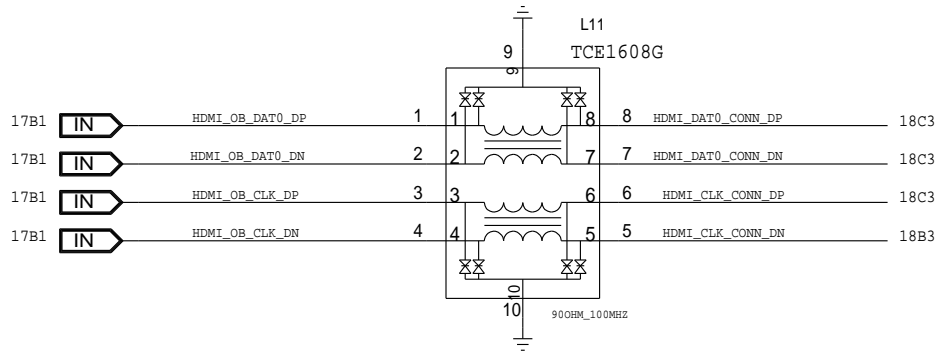 L11
9
TCE1608G
9
17B1 IN HDMI_OB_DAT0_DP 1 1 8 8 HDMI_DAT0_CONN_DP 18C3
17B1 IN HDMI_OB_DAT0_DN 2 2 7 7 HDMI_DAT0_CONN_DN 18C3
17B1 IN HDMI_OB_CLK_DP 3 3 6 6 HDMI_CLK_CONN_DP 18C3
17B1 IN HDMI_OB_CLK_DN 4 4 5 5 HDMI_CLK_CONN_DN 18B3
10
10
90OHM_100MHZ